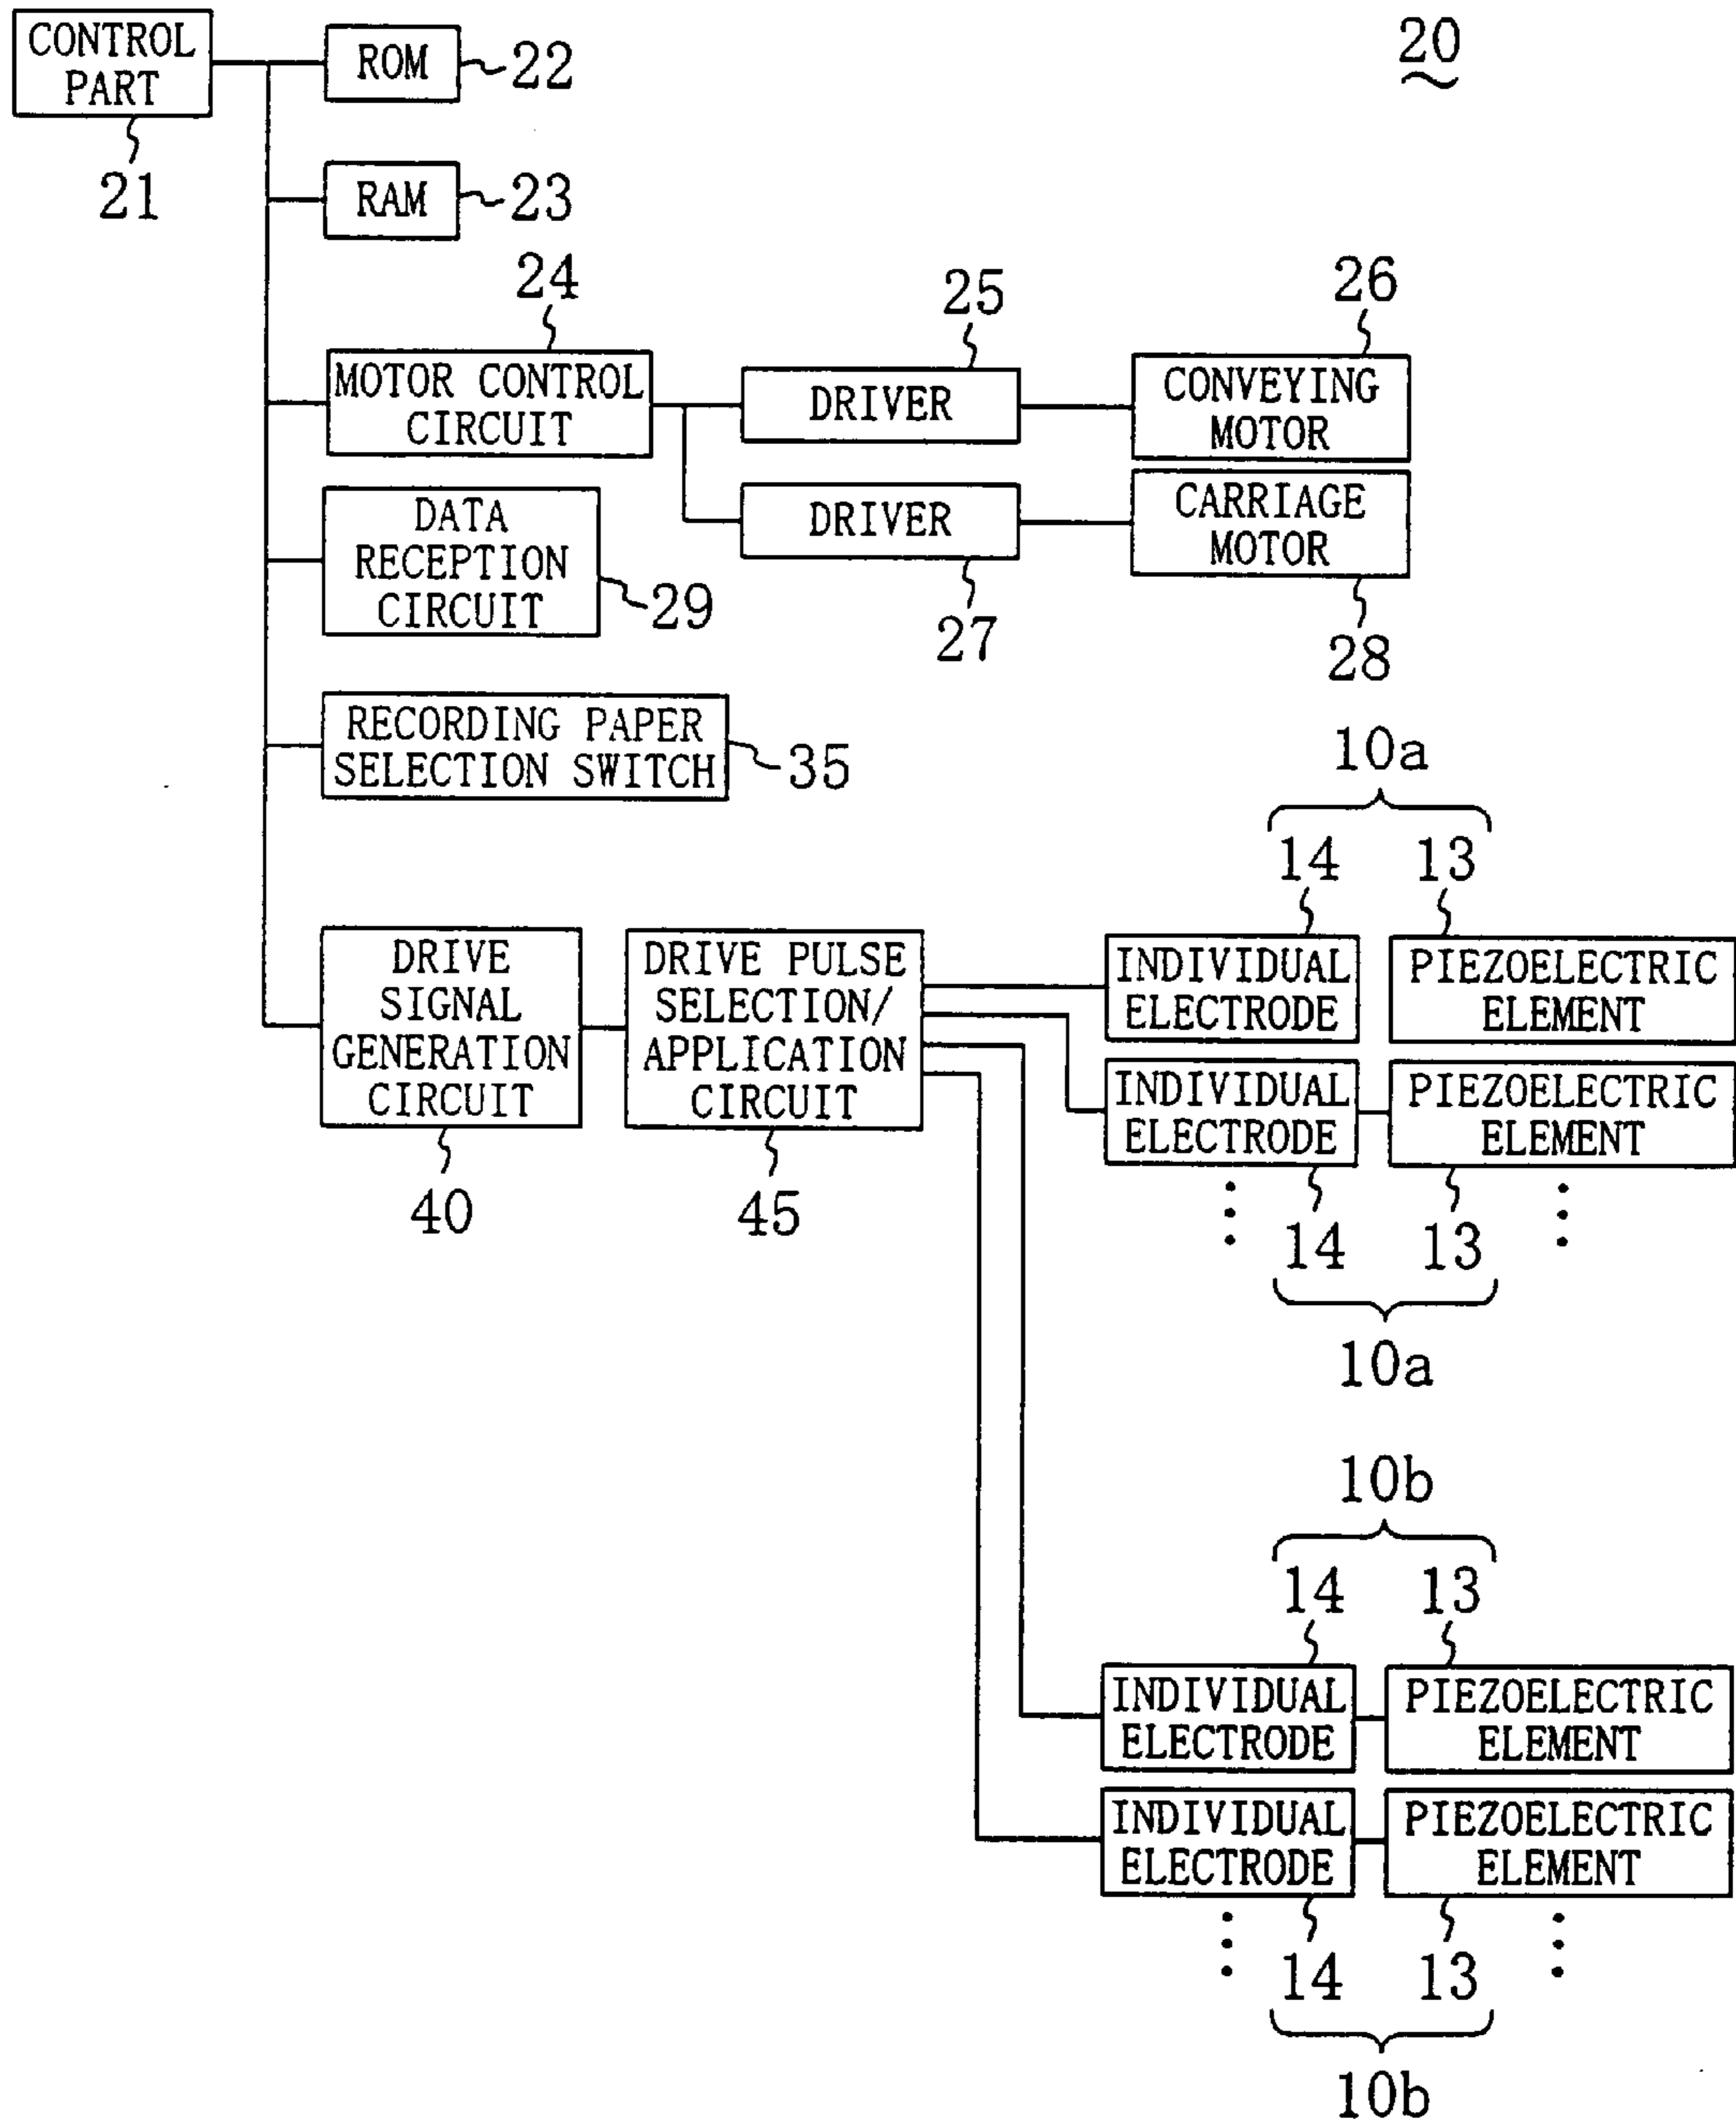 20
CONTROL
PART
21
ROM
22
RAM
23
24
MOTOR CONTROL
CIRCUIT
25
DRIVER
26
CONVEYING
MOTOR
DRIVER
27
CARRIAGE
MOTOR
28
DATA
RECEPTION
CIRCUIT
29
RECORDING PAPER
SELECTION SWITCH
35
DRIVE
SIGNAL
GENERATION
CIRCUIT
40
DRIVE PULSE
SELECTION/
APPLICATION
CIRCUIT
45
10a
14 13
INDIVIDUAL
ELECTRODE
PIEZOELECTRIC
ELEMENT
INDIVIDUAL
ELECTRODE
PIEZOELECTRIC
ELEMENT
14 13
10a
10b
14 13
INDIVIDUAL
ELECTRODE
PIEZOELECTRIC
ELEMENT
INDIVIDUAL
ELECTRODE
PIEZOELECTRIC
ELEMENT
14 13
10b